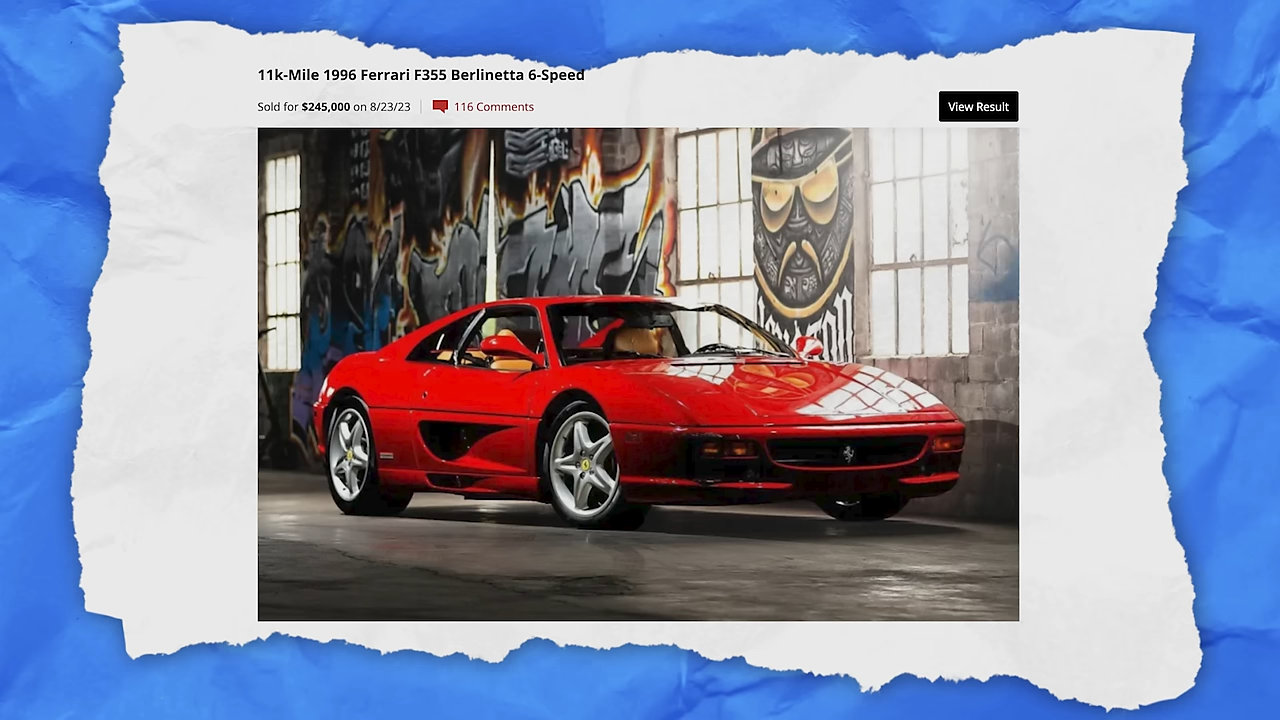 11k-Mile 1996 Ferrari F355 Berlinetta 6-Speed
Sold for $245,000 on 8/23/23 116 Comments
View Result